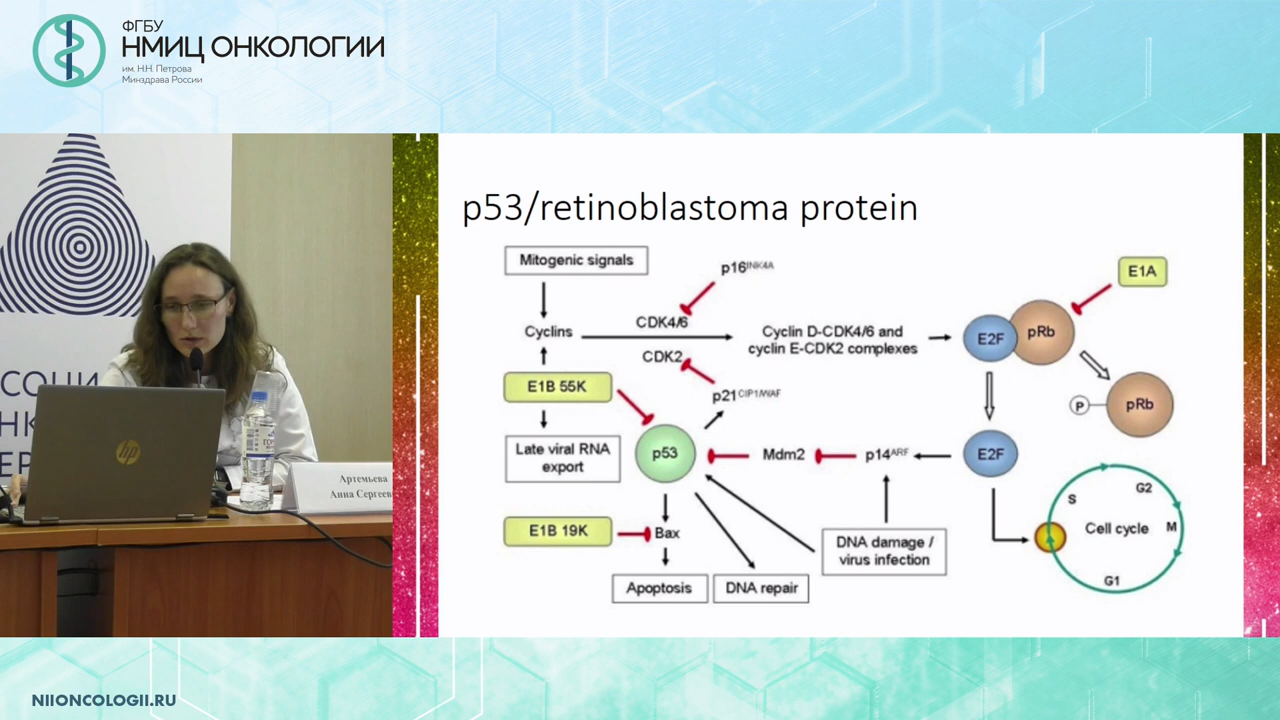 ФГБУ
НМИЦ ОНКОЛОГИИ
им. Н.Н. Петрова
Минздрава России
p53/retinoblastoma protein
Mitogenic signals
p16INK4A
E1A
Cyclins
CDK4/6
CDK2
Cyclin D-CDK4/6 and
cyclin E-CDK2 complexes
E2F
pRb
E1B 55K
p21CIP1/WAF
P
pRb
Late viral RNA
export
p53
Mdm2
p14ARF
E2F
E1B 19K
Bax
DNA damage /
virus infection
S
G2
Cell cycle
M
G1
Apoptosis
DNA repair
hp
Артемьева
Анна Сергеев
NIIONCOLOGII.RU